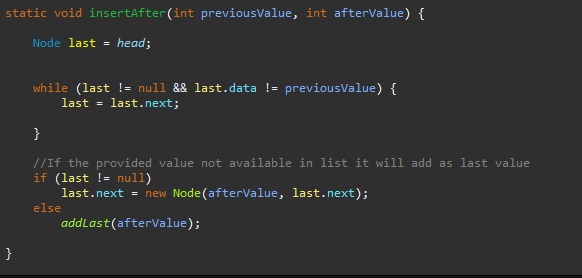 static void insertAfter(int previousValue, int afterValue) {
Node last = head;
while (last != null && last.data != previousValue) {
last = last.next;
}
//If the provided value not available in list it will add as last value
if (last != null)
last.next = new Node(afterValue, last.next);
else
addLast(afterValue);
}